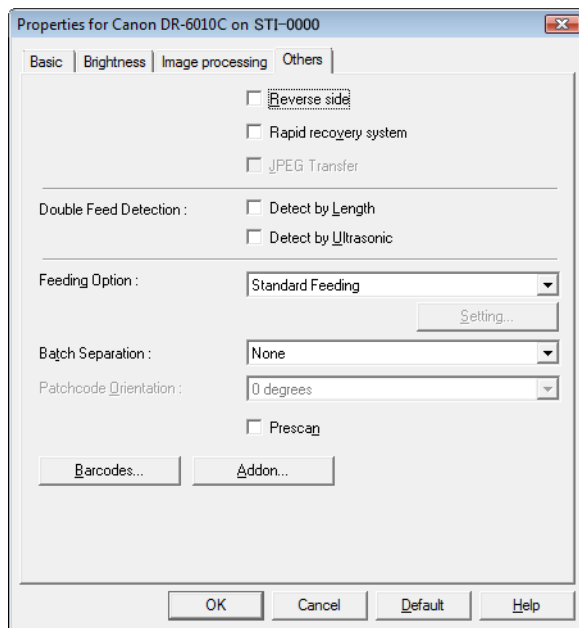 Properties for Canon DR-6010C on STI-0000
Basic Brightness Image processing Others
Reverse side
Rapid recovery system
JPEG Transfer
Double Feed Detection : Detect by Length
Detect by Ultrasonic
Feeding Option : Standard Feeding
Setting...
Batch Separation : None
Patchcode Orientation : 0 degrees
Prescan
Barcodes... Addon...
OK Cancel Default Help